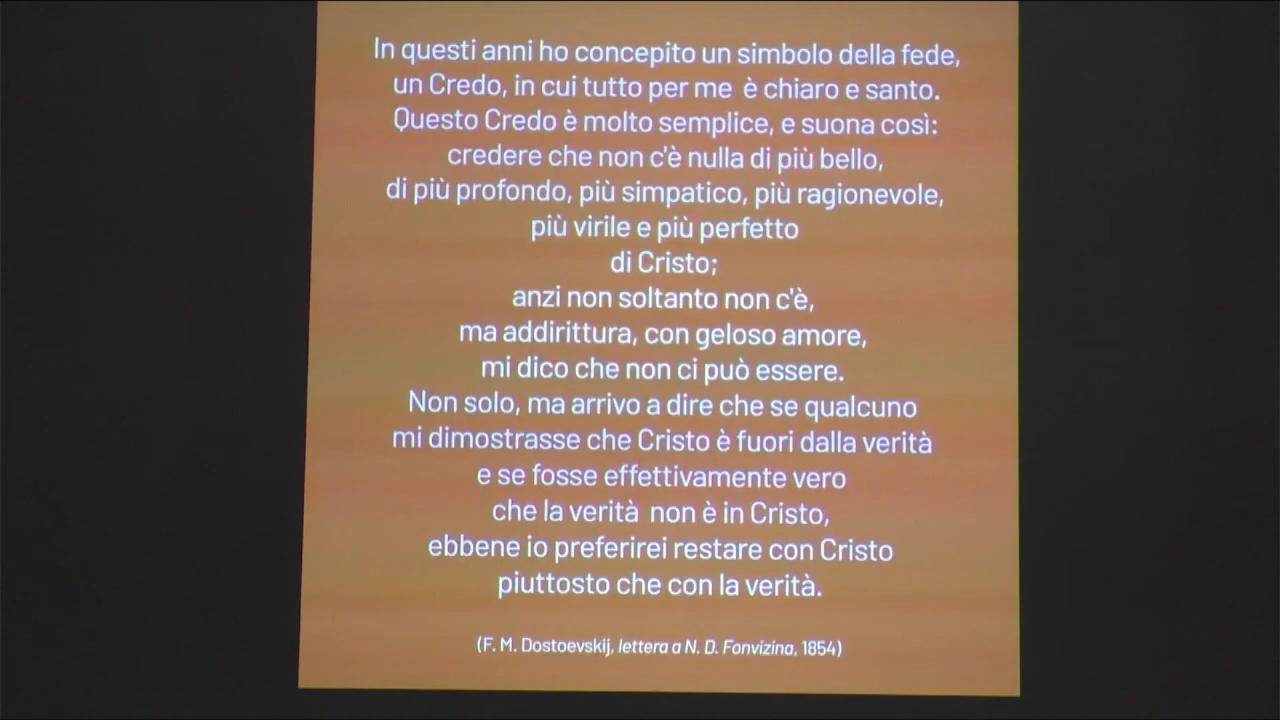 In questi anni ho concepito un simbolo della fede,
un Credo, in cui tutto per me è chiaro e santo.
Questo Credo è molto semplice, e suona così:
credere che non c'è nulla di più bello,
di più profondo, più simpatico, più ragionevole,
più virile e più perfetto
di Cristo;
anzi non soltanto non c'è,
ma addirittura, con geloso amore,
mi dico che non ci può essere.
Non solo, ma arrivo a dire che se qualcuno
mi dimostrasse che Cristo è fuori dalla verità
e se fosse effettivamente vero
che la verità non è in Cristo,
ebbene io preferirei restare con Cristo
piuttosto che con la verità.
(F. M. Dostoevskij, lettera a N. D. Fonvizina, 1854)